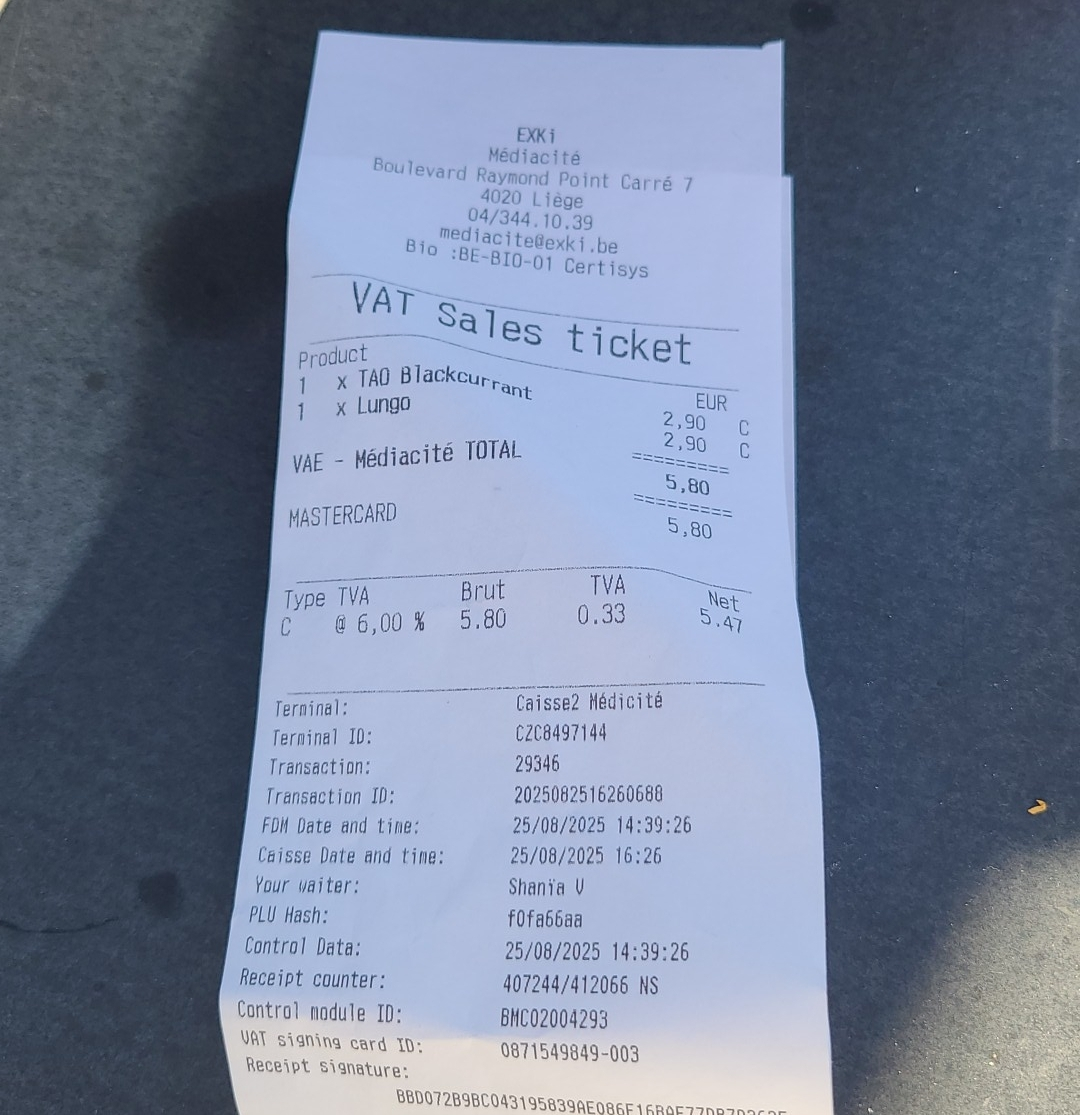 EXKi
Médiacité
Boulevard Raymond Point Carré 7
4020 Liège
04/344.10.39
mediacite@exki.be
Bio :BE-BIO-01 Certisys
VAT Sales ticket
Product EUR
1 x TAO Blackcurrant 2,90 C
1 x Lungo 2,90 C
=========
VAE - Médiacité TOTAL 5,80
=========
MASTERCARD 5,80
Type TVA Brut TVA Net
C @ 6,00 % 5.80 0.33 5.47
Terminal: Caisse2 Médicité
Terminal ID: CZC8497144
Transaction: 29346
Transaction ID: 2025082516260688
FDM Date and time: 25/08/2025 14:39:26
Caisse Date and time: 25/08/2025 16:26
Your waiter: Shanïa V
PLU Hash: f0fa66aa
Control Data: 25/08/2025 14:39:26
Receipt counter: 407244/412066 NS
Control module ID: BMC02004293
VAT signing card ID: 0871549849-003
Receipt signature: